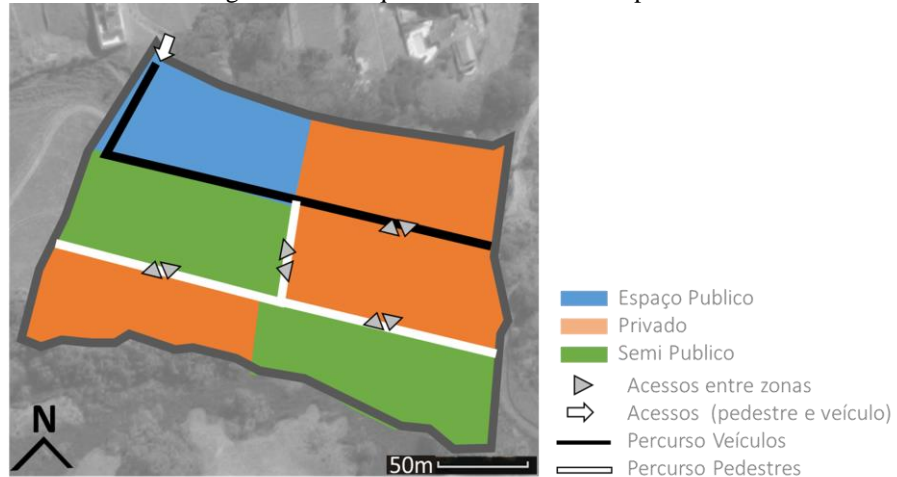 N
50m
Espaço Publico
Privado
Semi Publico
Acessos entre zonas
Acessos (pedestre e veículo)
Percurso Veículos
Percurso Pedestres